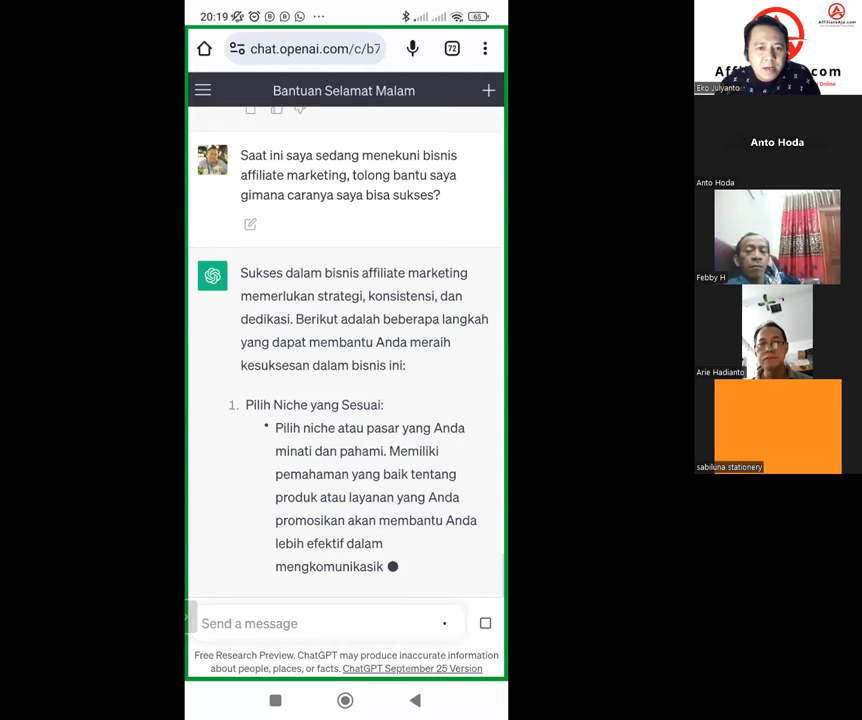 20:19
65
chat.openai.com/c/b7
72
Bantuan Selamat Malam
Saat ini saya sedang menekuni bisnis
affiliate marketing, tolong bantu saya
gimana caranya saya bisa sukses?
Sukses dalam bisnis affiliate marketing
memerlukan strategi, konsistensi, dan
dedikasi. Berikut adalah beberapa langkah
yang dapat membantu Anda meraih
kesuksesan dalam bisnis ini:
1. Pilih Niche yang Sesuai:
• Pilih niche atau pasar yang Anda
minati dan pahami. Memiliki
pemahaman yang baik tentang
produk atau layanan yang Anda
promosikan akan membantu Anda
lebih efektif dalam
mengkomunikasik
Send a message
Free Research Preview. ChatGPT may produce inaccurate information
about people, places, or facts. ChatGPT September 25 Version
AffiliateAja.com
Eko Julyanto
Anto Hoda
Anto Hoda
Febby H
Arie Hadianto
sabiluna stationery